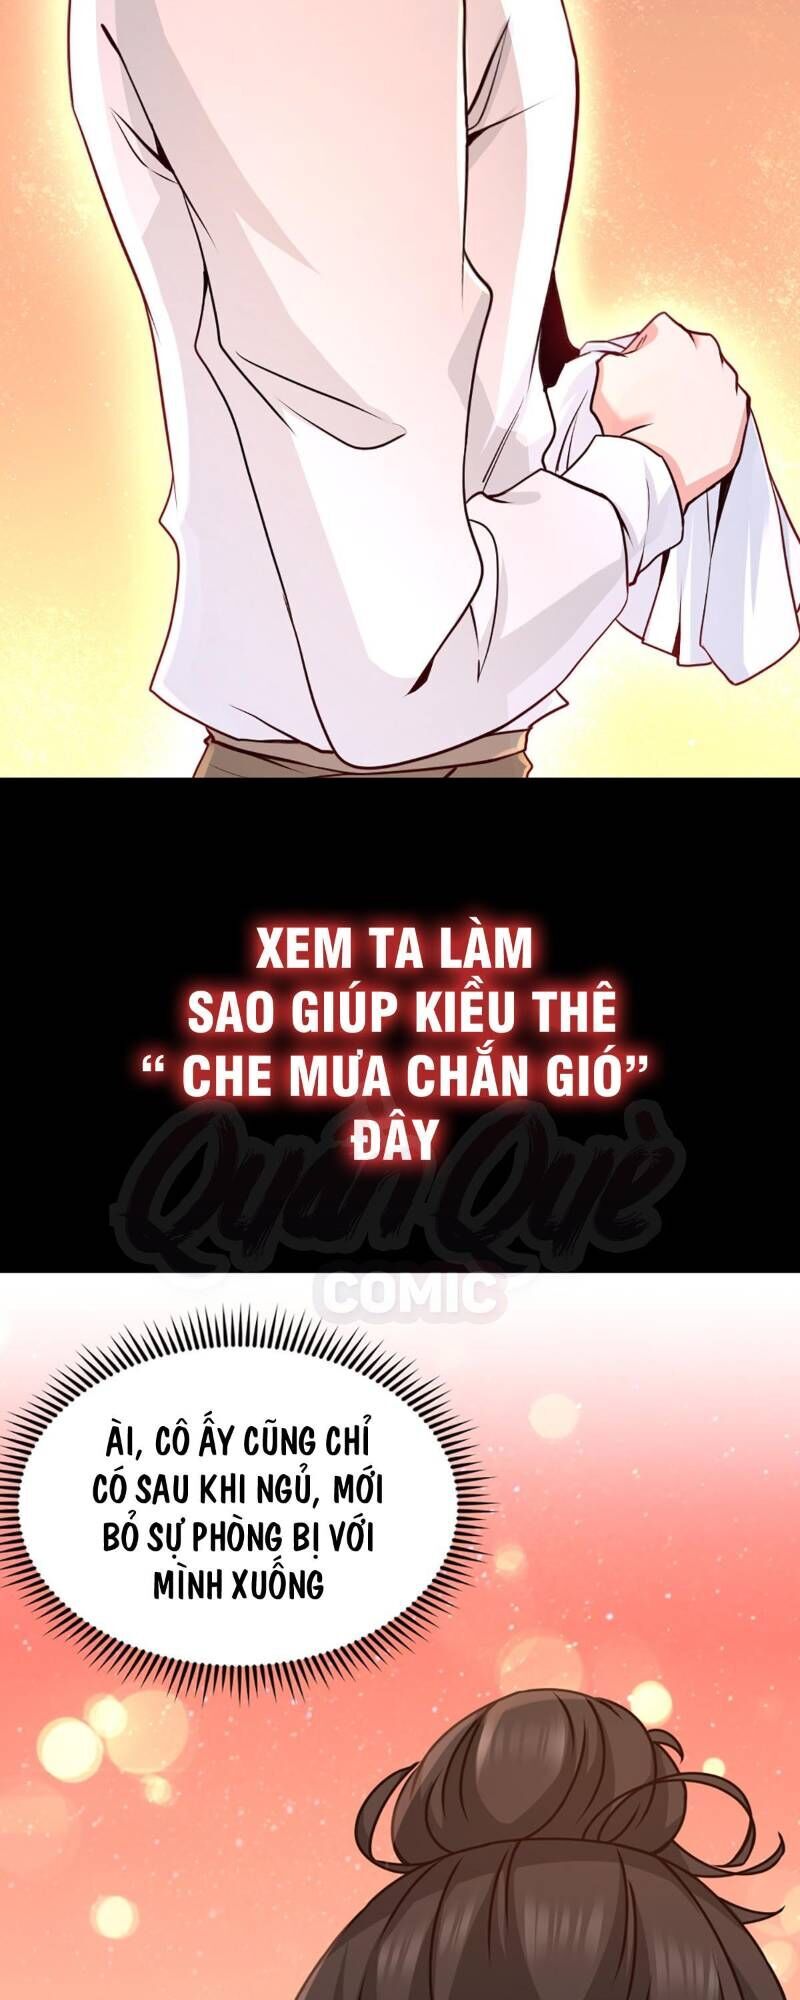 XEM TA LÀM
SAO GIÚP KIỀU THÊ
“ CHE MƯA CHẮN GIÓ”
ĐÂY
QuánQuè
COMIC
ÀI, CÔ ẤY CŨNG CHỈ
CÓ SAU KHI NGỦ, MỚI
BỎ SỰ PHÒNG BỊ VỚI
MÌNH XUỐNG